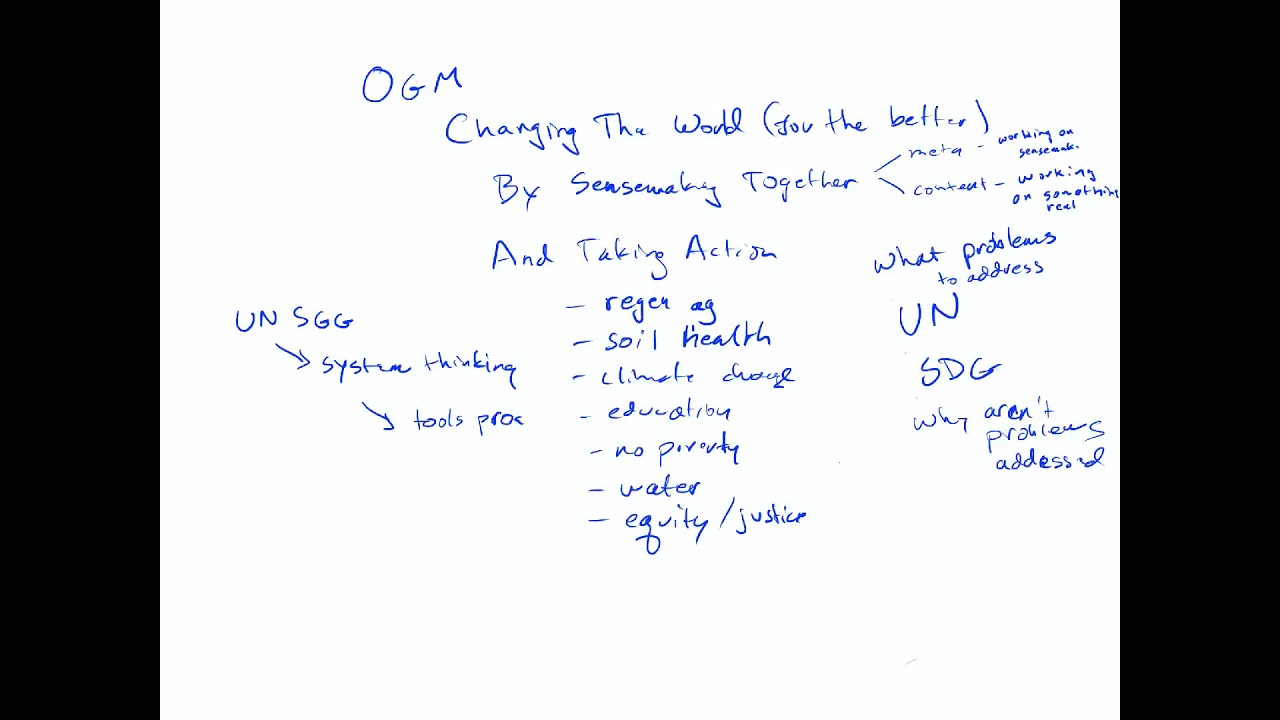 OGM
Changing The World (for the better)
By Sensemaking Together
meta - working on
sensemak.
content - working
on something
real
And Taking Action
- regen ag
- soil Health
- climate change
- education
- no poverty
- water
- equity / justice
UN SGG
system thinking
tools proc
what problems
to address
UN
SDG
why aren't
problems
addressed